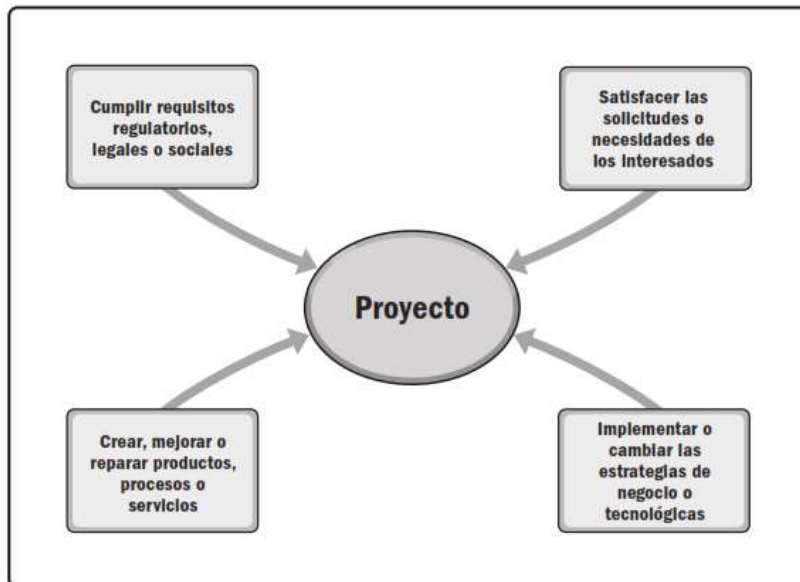 Cumplir requisitos
regulatorios,
legales o sociales
Satisfacer las
solicitudes o
necesidades de
los interesados
Proyecto
Crear, mejorar o
reparar productos,
procesos o
servicios
Implementar o
cambiar las
estrategias de
negocio o
tecnológicas